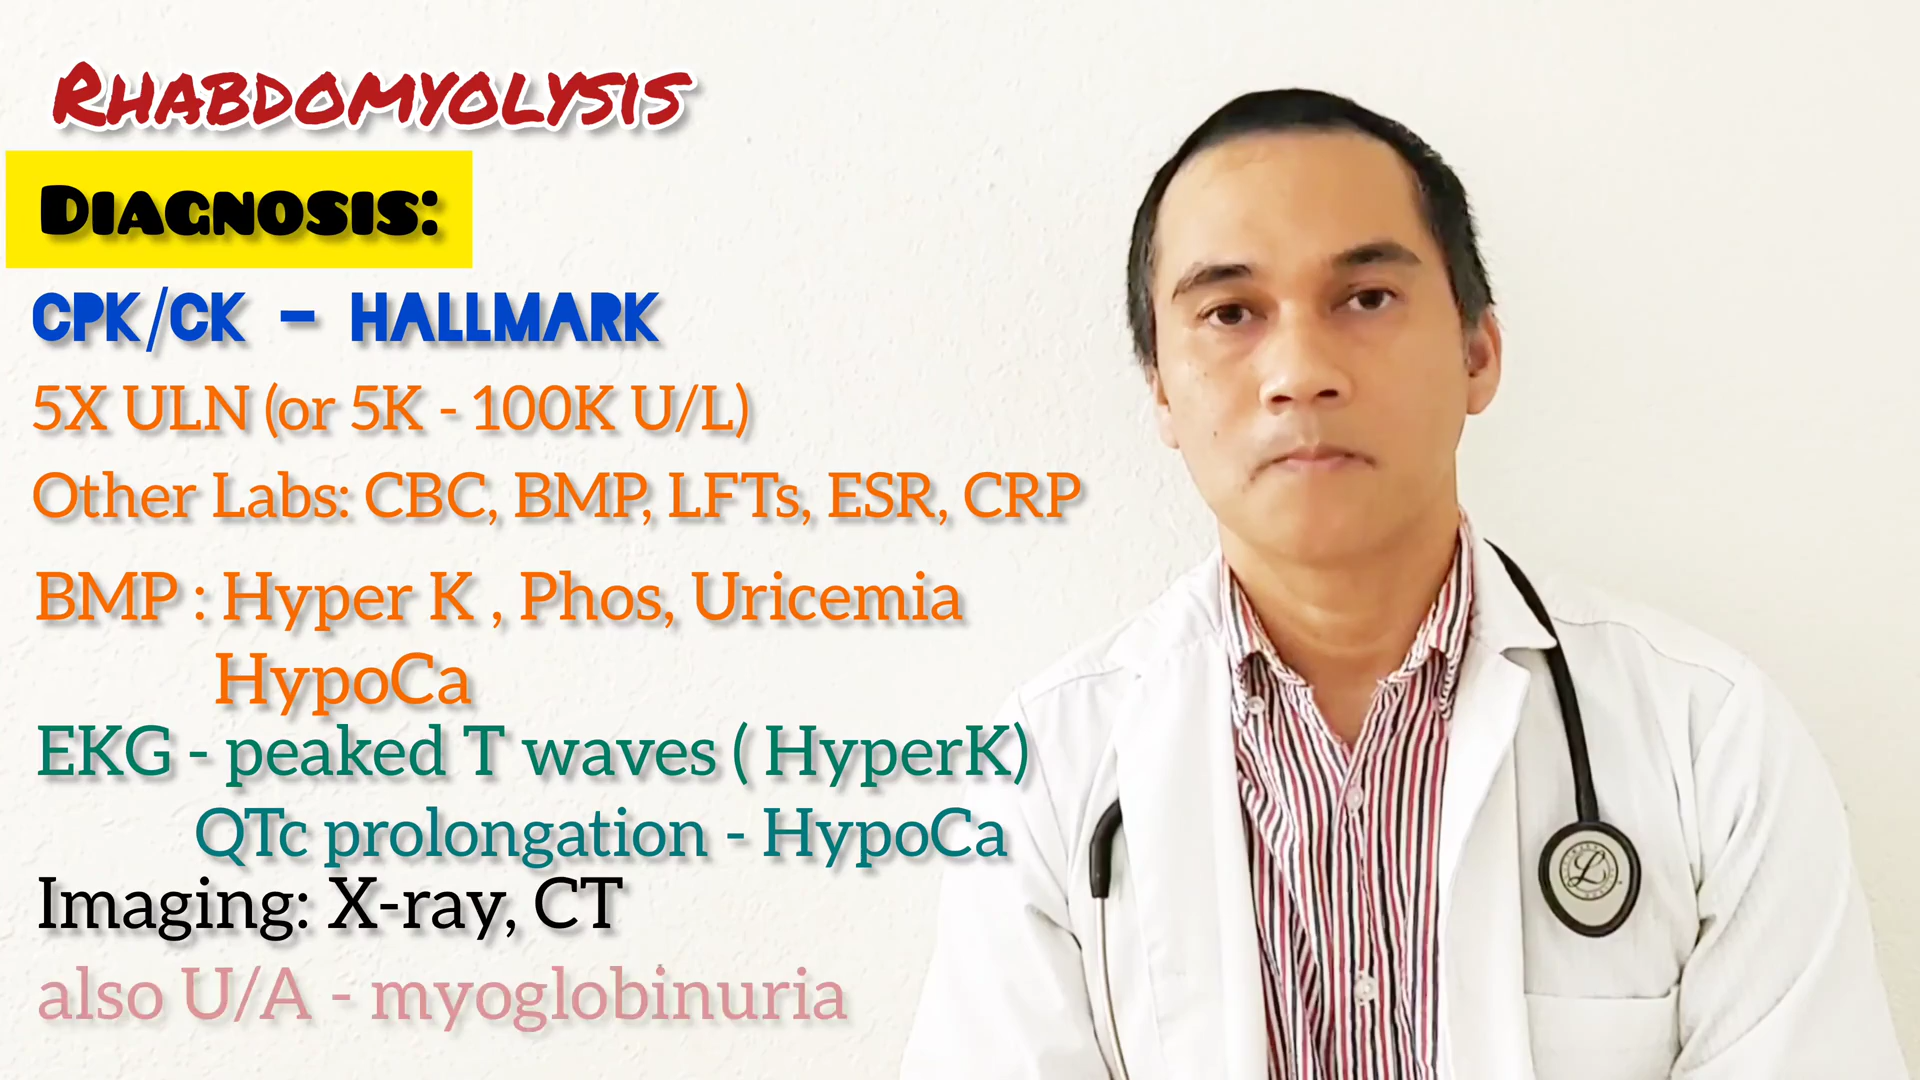 RHABDOMYOLYSIS
DIAGNOSIS:
CPK/CK - HALLMARK
5X ULN (or 5K - 100K U/L)
Other Labs: CBC, BMP, LFTs, ESR, CRP
BMP : Hyper K , Phos, Uricemia
HypoCa
EKG - peaked T waves ( HyperK)
QTc prolongation - HypoCa
Imaging: X-ray, CT
also U/A - myoglobinuria